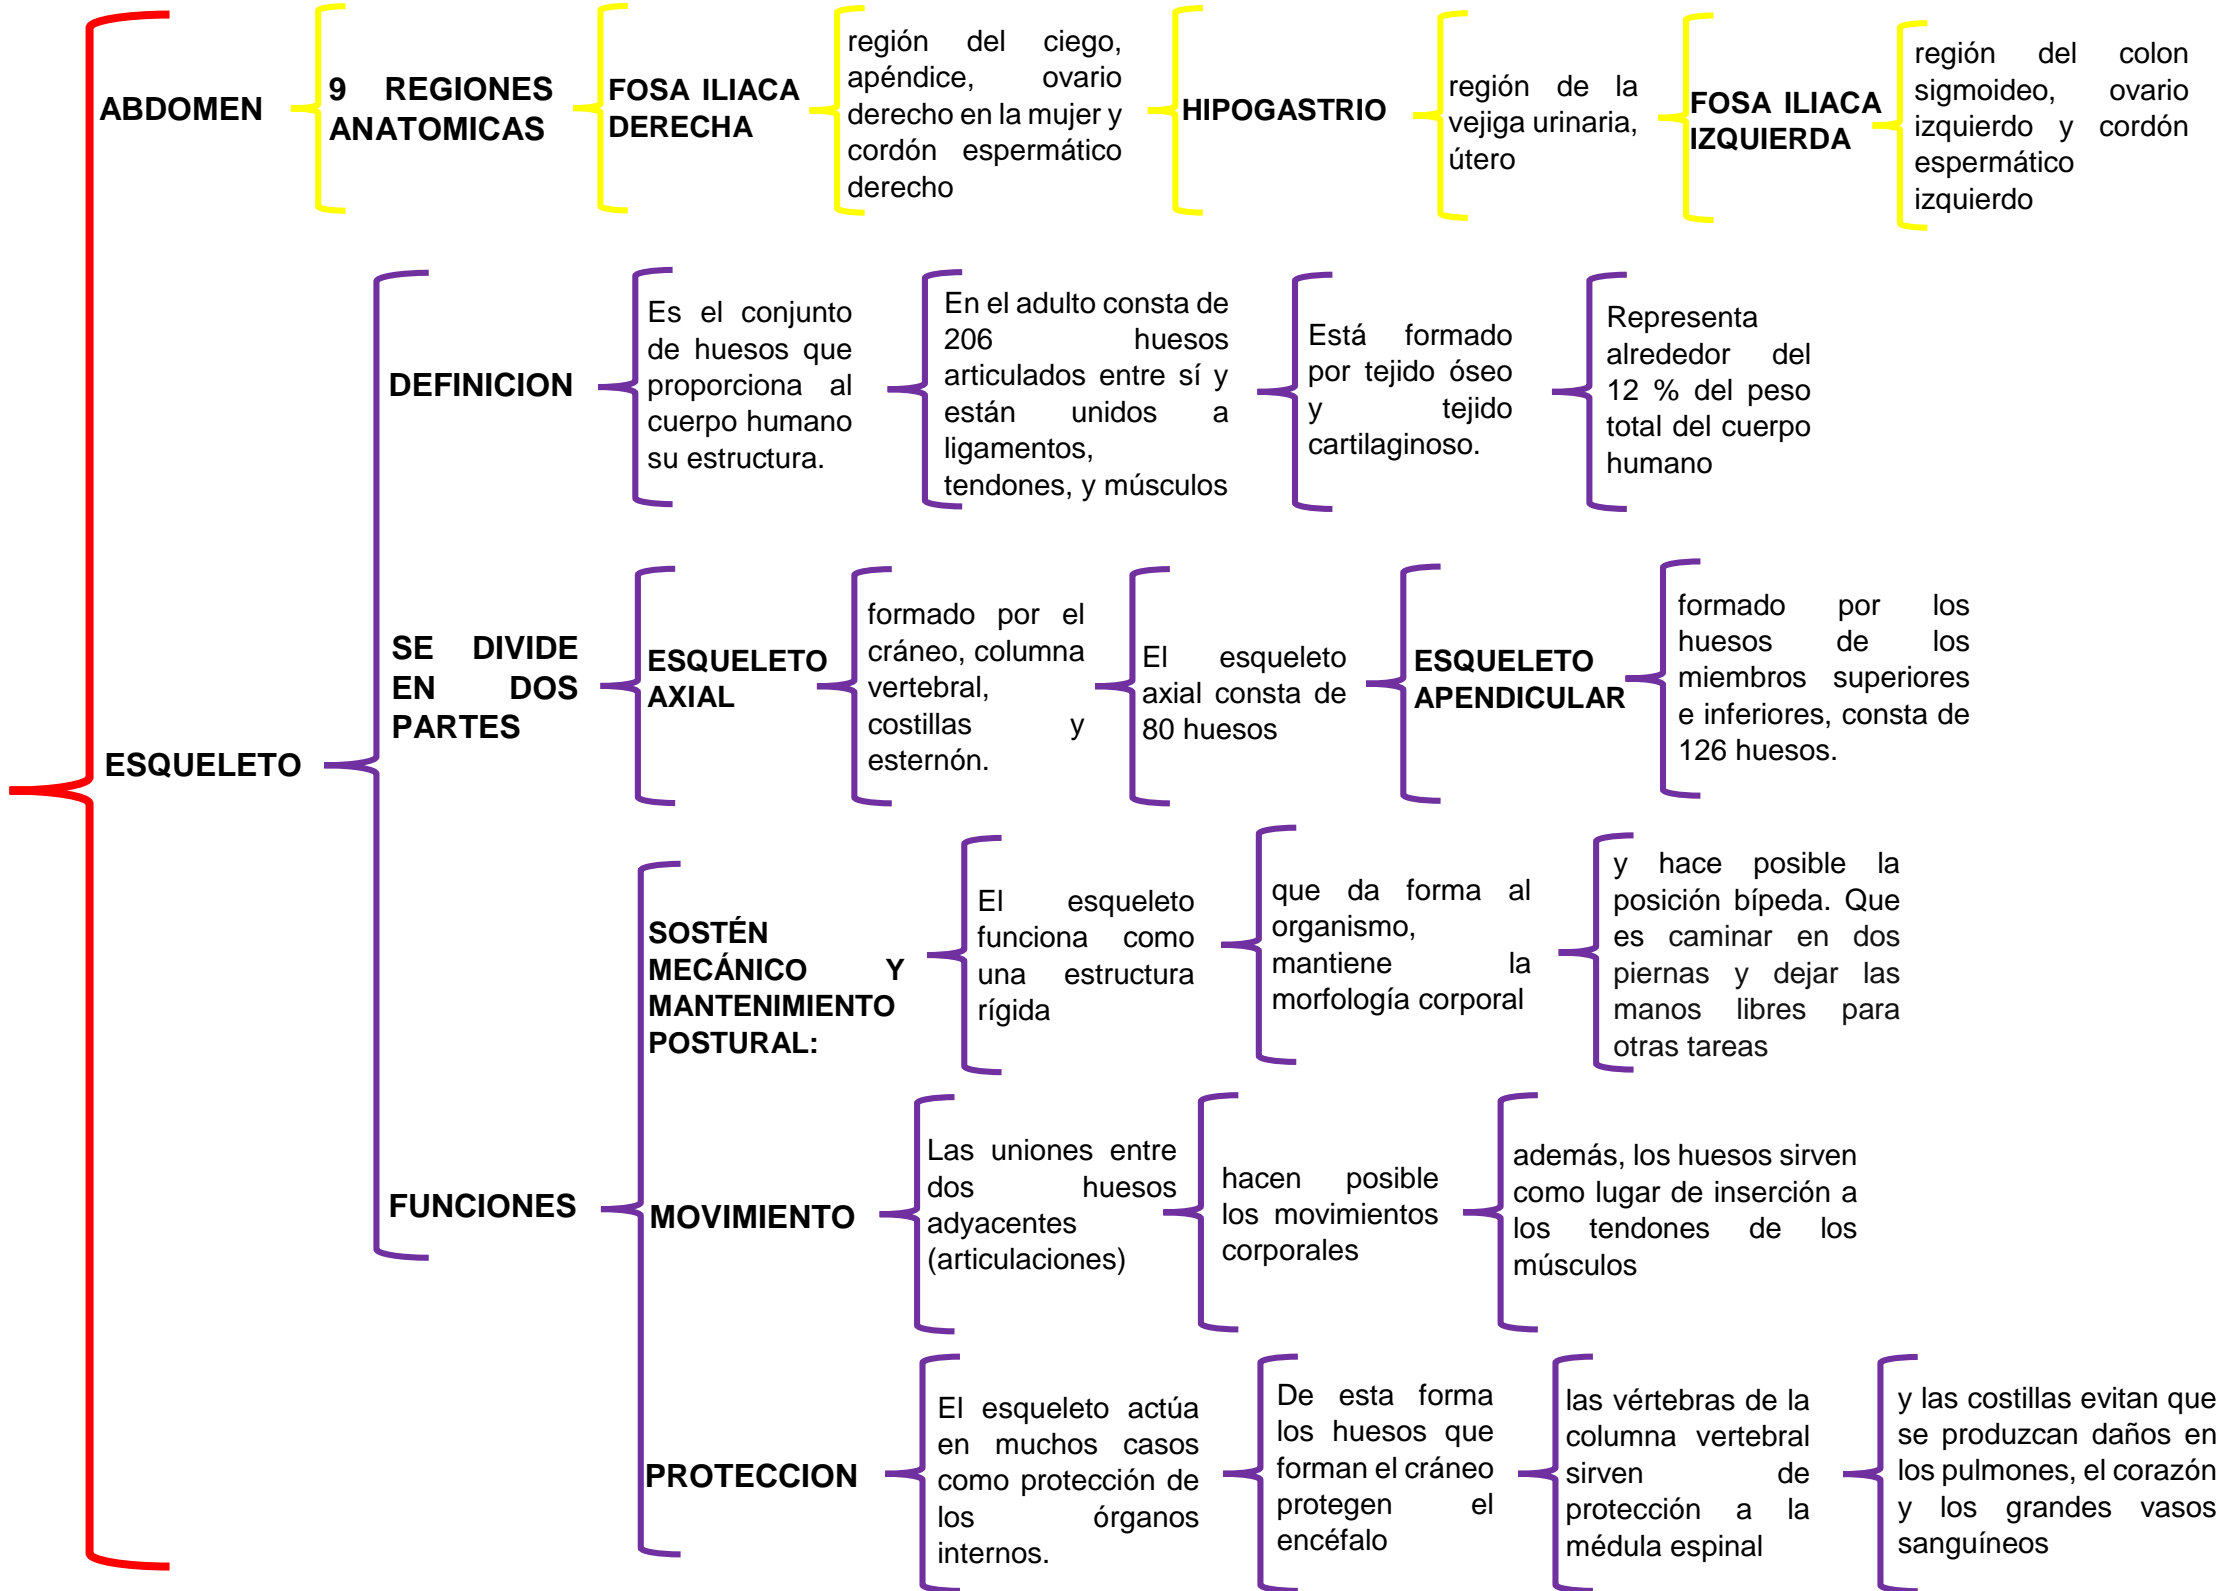 ABDOMEN
9 REGIONES
ANATOMICAS
FOSA ILIACA
DERECHA
región del ciego,
apéndice, ovario
derecho en la mujer y
cordón espermático
derecho
HIPOGASTRIO
región de la
vejiga urinaria,
útero
FOSA ILIACA
IZQUIERDA
región del colon
sigmoideo, ovario
izquierdo y cordón
espermático
izquierdo
ESQUELETO
DEFINICION
Es el conjunto
de huesos que
proporciona al
cuerpo humano
su estructura.
En el adulto consta de
206 huesos
articulados entre sí y
están unidos a
ligamentos,
tendones, y músculos
Está formado
por tejido óseo
y tejido
cartilaginoso.
Representa
alrededor del
12 % del peso
total del cuerpo
humano
SE DIVIDE
EN DOS
PARTES
ESQUELETO
AXIAL
formado por el
cráneo, columna
vertebral,
costillas y
esternón.
El esqueleto
axial consta de
80 huesos
ESQUELETO
APENDICULAR
formado por los
huesos de los
miembros superiores
e inferiores, consta de
126 huesos.
FUNCIONES
SOSTÉN
MECÁNICO Y
MANTENIMIENTO
POSTURAL:
El esqueleto
funciona como
una estructura
rígida
que da forma al
organismo,
mantiene la
morfología corporal
y hace posible la
posición bípeda. Que
es caminar en dos
piernas y dejar las
manos libres para
otras tareas
MOVIMIENTO
Las uniones entre
dos huesos
adyacentes
(articulaciones)
hacen posible
los movimientos
corporales
además, los huesos sirven
como lugar de inserción a
los tendones de los
músculos
PROTECCION
El esqueleto actúa
en muchos casos
como protección de
los órganos
internos.
De esta forma
los huesos que
forman el cráneo
protegen el
encéfalo
las vértebras de la
columna vertebral
sirven de
protección a la
médula espinal
y las costillas evitan que
se produzcan daños en
los pulmones, el corazón
y los grandes vasos
sanguíneos